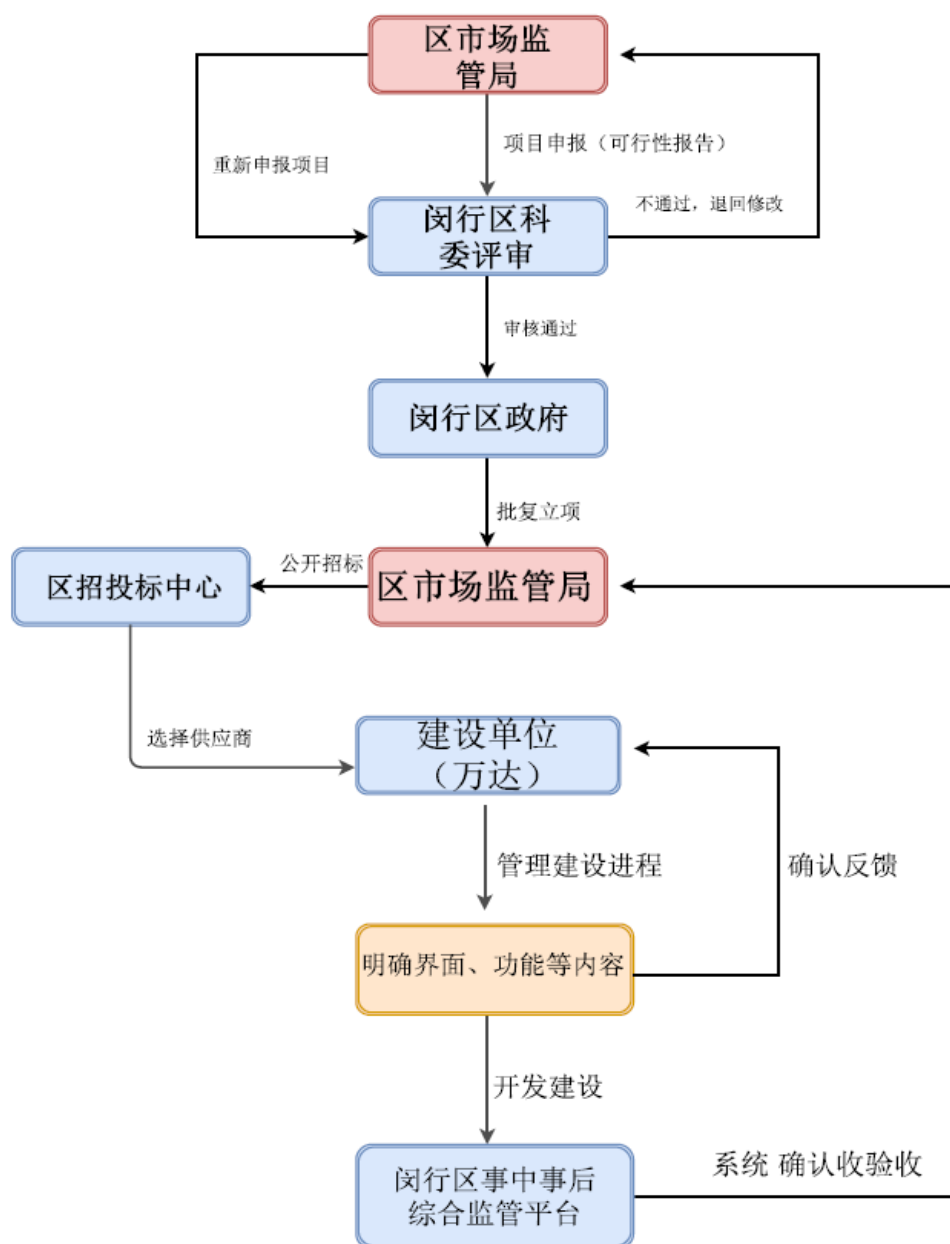 区市场监
管局
项目申报（可行性报告）
重新申报项目
不通过，退回修改
闵行区科
委评审
审核通过
闵行区政府
批复立项
公开招标
区招投标中心
区市场监管局
选择供应商
建设单位
（万达）
管理建设进程
确认反馈
明确界面、功能等内容
开发建设
闵行区事中事后
综合监管平台
系统 确认收验收